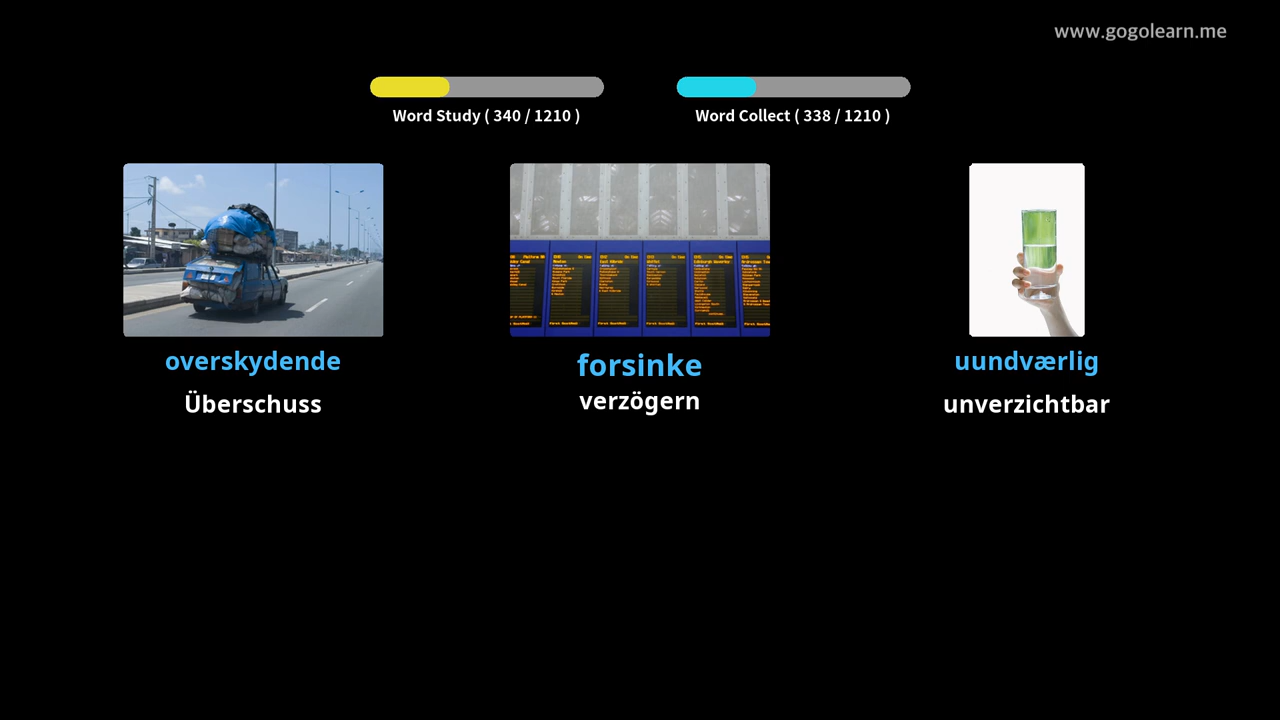 www.gogolearn.me
Word Study ( 340 / 1210 )
Word Collect ( 338 / 1210 )
overskydende
forsinke
uundværlig
Überschuss
verzögern
unverzichtbar